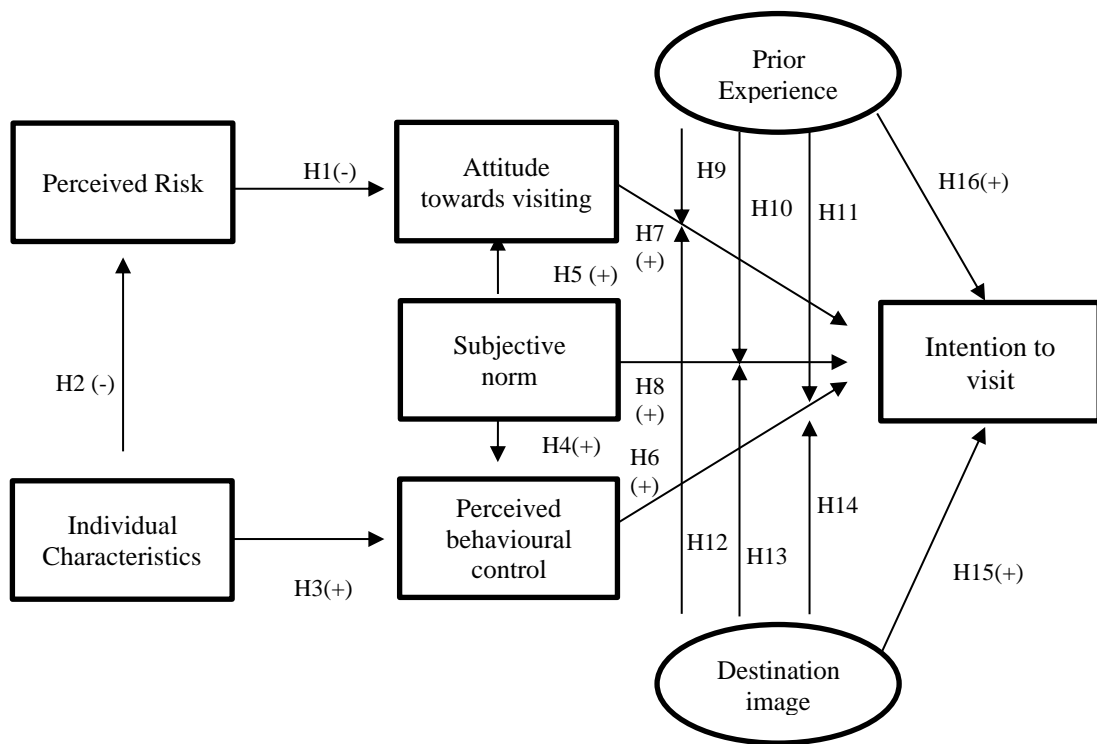 Prior
Experience
Perceived Risk
H1(-)
Attitude
towards visiting
H9
H10
H11
H16(+)
H7
(+)
H5 (+)
Subjective
norm
Intention to
visit
H2 (-)
H8
(+)
H4(+)
H6
(+)
Individual
Characteristics
H3(+)
Perceived
behavioural
control
H12
H13
H14
H15(+)
Destination
image